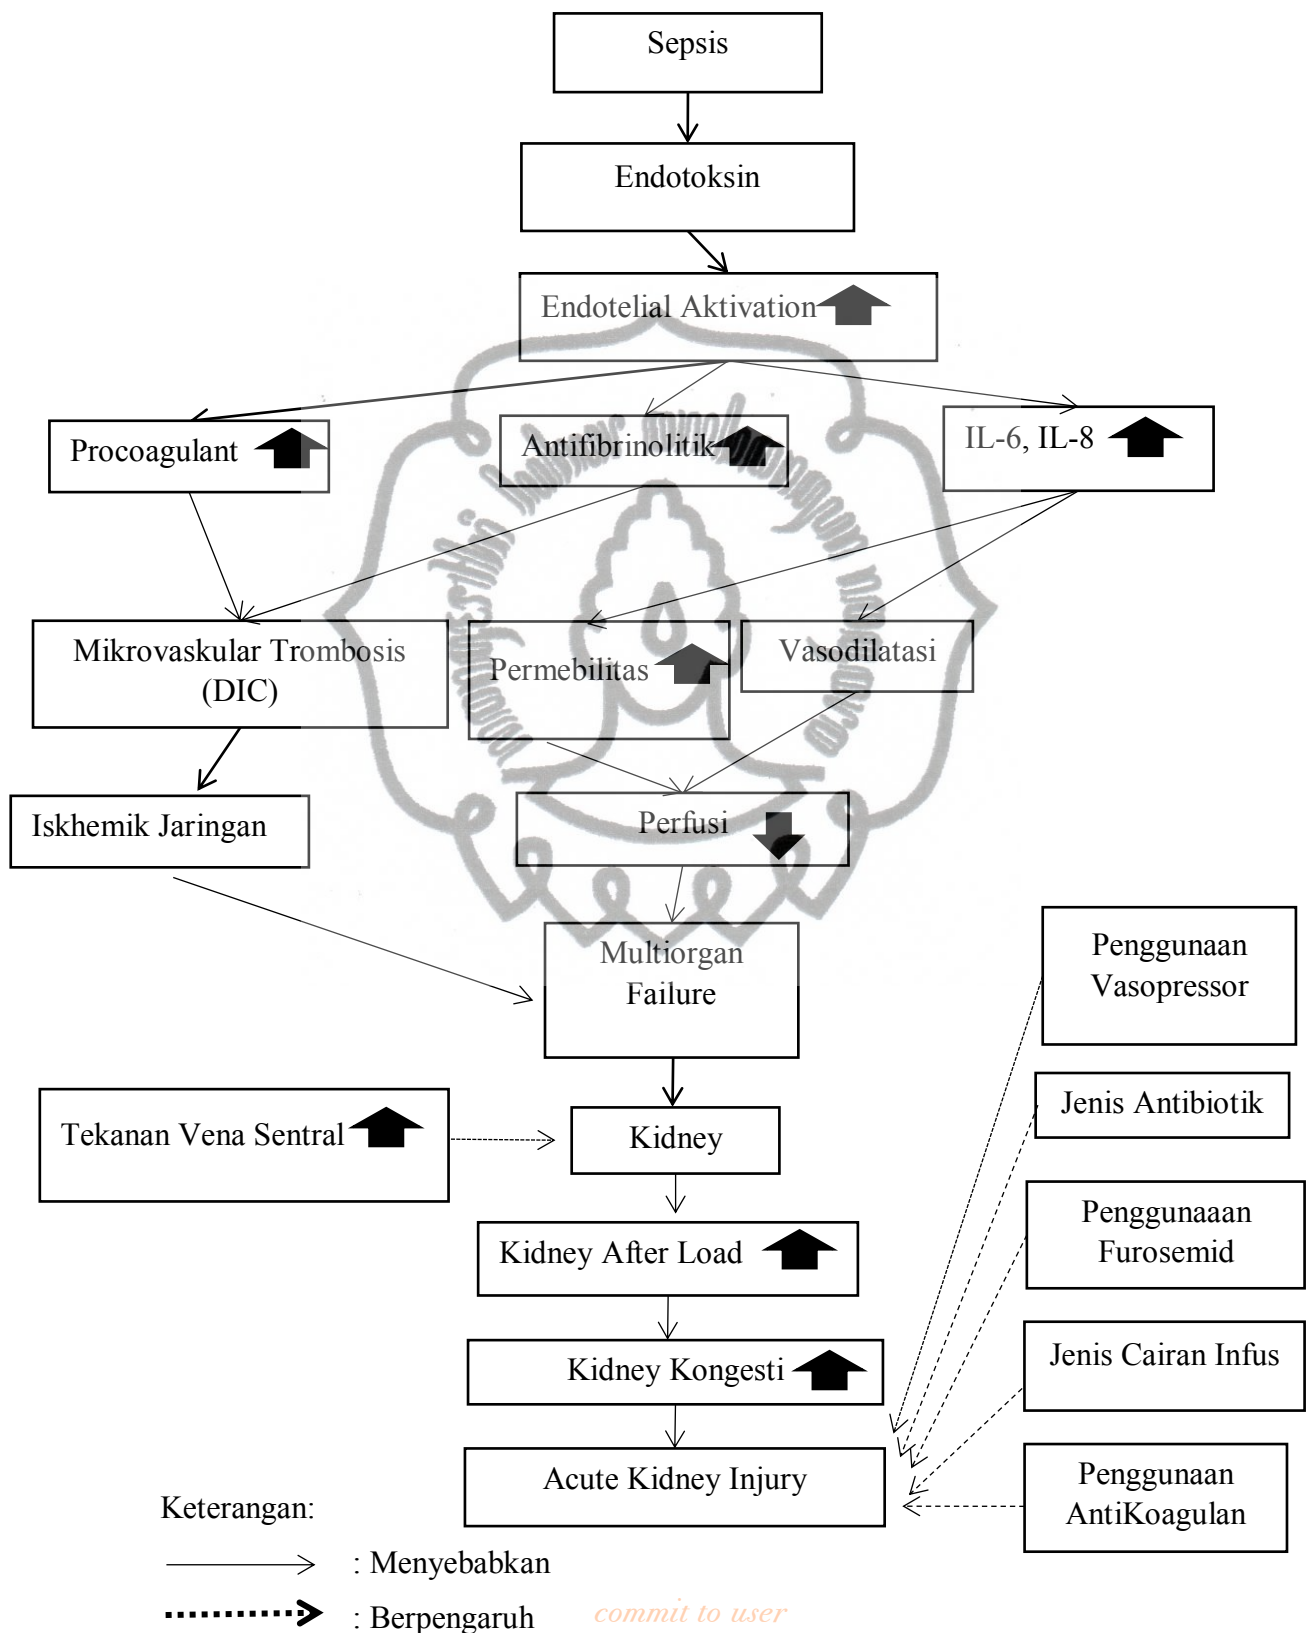 Sepsis
Endotoksin
Endotelial Aktivation
Procoagulant
Antifibrinolitik
IL-6, IL-8
Mikrovaskular Trombosis
(DIC)
Permebilitas
Vasodilatasi
Iskhemik Jaringan
Perfusi
Multiorgan
Failure
Penggunaan
Vasopressor
Jenis Antibiotik
Tekanan Vena Sentral
Kidney
Penggunaaan
Furosemid
Kidney After Load
Jenis Cairan Infus
Kidney Kongesti
Acute Kidney Injury
Penggunaan
AntiKoagulan
Keterangan:
: Menyebabkan
: Berpengaruh
commit to user